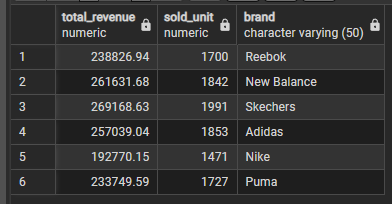 total_revenue sold_unit brand
numeric numeric character varying (50)
1 238826.94 1700 Reebok
2 261631.68 1842 New Balance
3 269168.63 1991 Skechers
4 257039.04 1853 Adidas
5 192770.15 1471 Nike
6 233749.59 1727 Puma